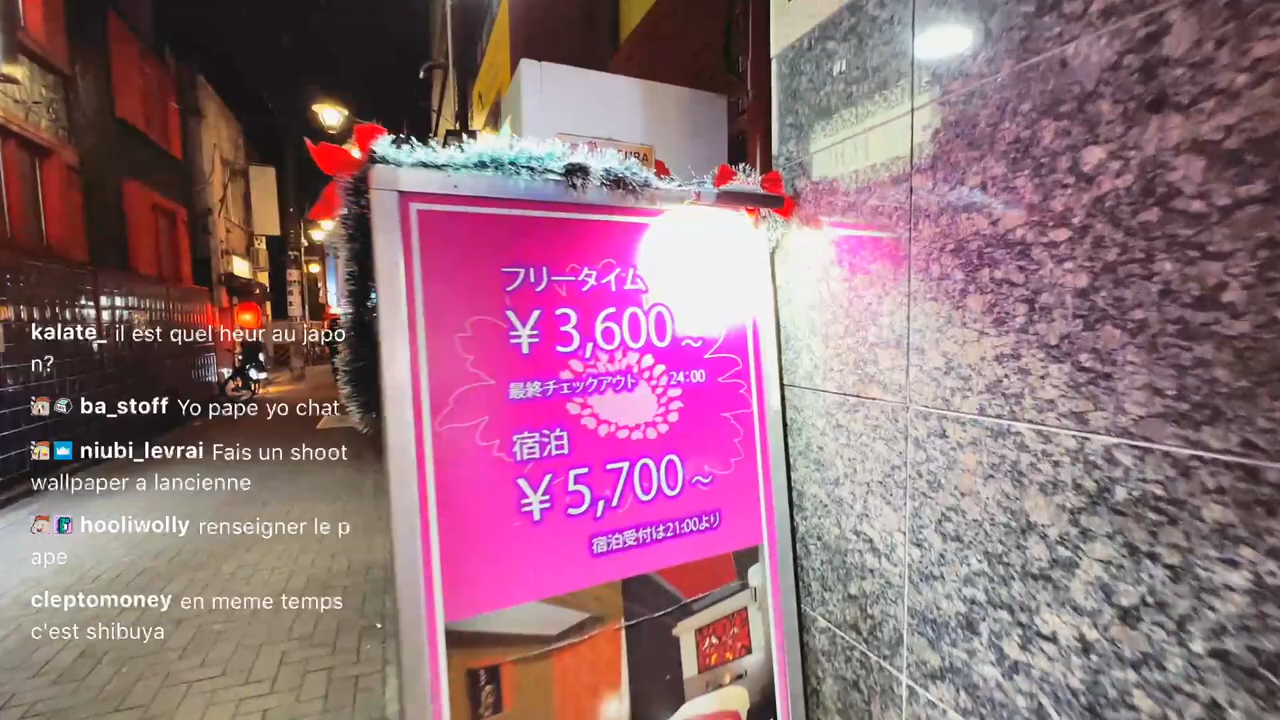 フリータイム
¥3,600~
最終チェックアウト 24:00
宿泊
¥5,700~
宿泊受付は21:00より
kalate_ il est quel heur au japo
n?
ba_stoff Yo pape yo chat
niubi_levrai Fais un shoot
wallpaper a lancienne
hooliwolly renseigner le p
ape
cleptomoney en meme temps
c'est shibuya